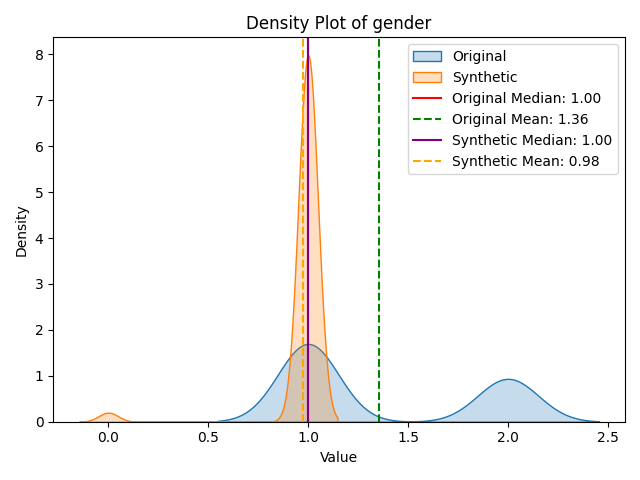 Density Plot of gender
Original
Synthetic
Original Median: 1.00
Original Mean: 1.36
Synthetic Median: 1.00
Synthetic Mean: 0.98
Density
8
7
6
5
4
3
2
1
0
0.0 0.5 1.0 1.5 2.0 2.5
Value